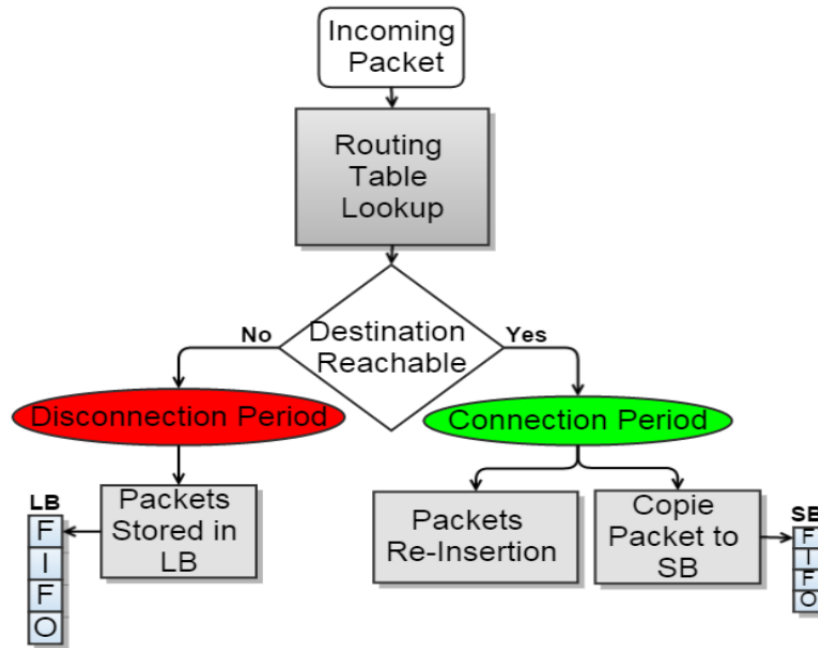 Incoming
Packet
Routing
Table
Lookup
No
Destination
Reachable
Yes
Disconnection Period
Connection Period
LB
F
I
F
O
Packets
Stored in
LB
Packets
Re-Insertion
Copie
Packet to
SB
SB
F
I
F
O